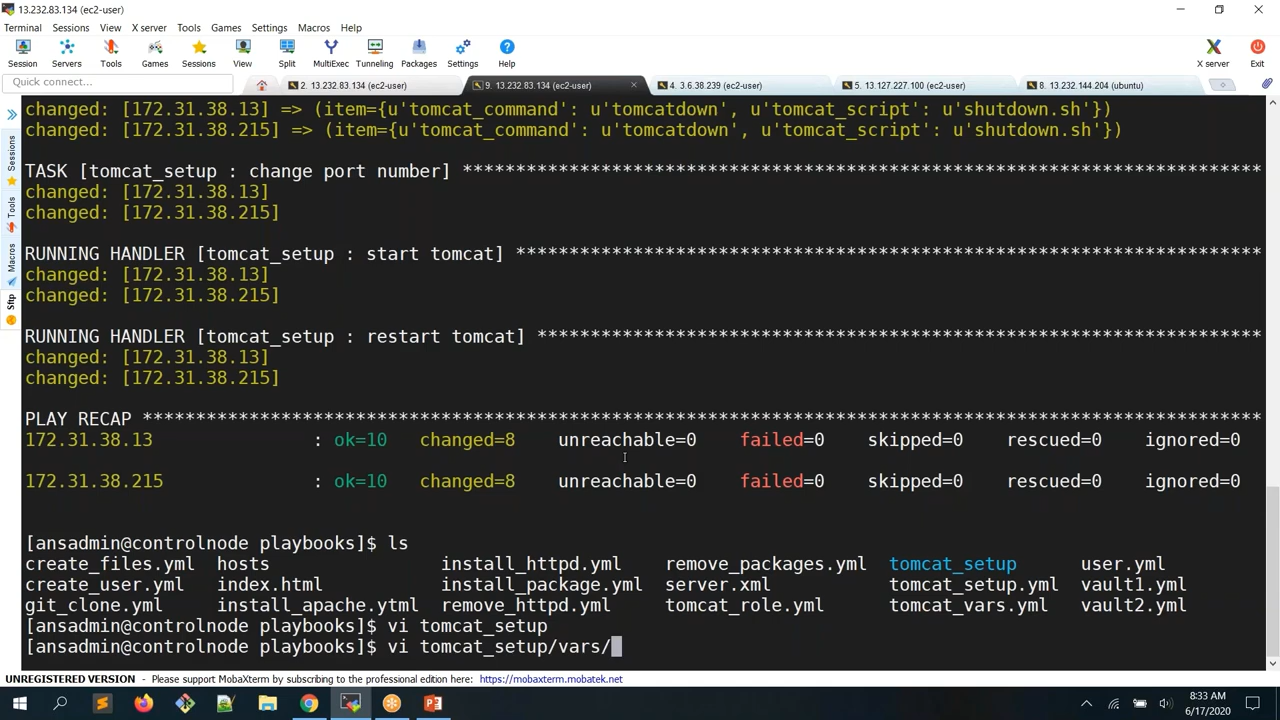 13.232.83.134 (ec2-user)
Terminal Sessions View X server Tools Games Settings Macros Help
Session Servers Tools Games Sessions View Split MultiExec Tunneling Packages Settings Help X server Exit
Quick connect...
2. 13.232.83.134 (ec2-user) 9. 13.232.83.134 (ec2-user) 4. 3.6.38.239 (ec2-user) 5. 13.127.227.100 (ec2-user) 8. 13.232.144.204 (ubuntu)
Sessions
Tools
Macros
Sftp
changed: [172.31.38.13] => (item={u'tomcat_command': u'tomcatdown', u'tomcat_script': u'shutdown.sh'})
changed: [172.31.38.215] => (item={u'tomcat_command': u'tomcatdown', u'tomcat_script': u'shutdown.sh'})
TASK [tomcat_setup : change port number] ***************************************************************************
changed: [172.31.38.13]
changed: [172.31.38.215]
RUNNING HANDLER [tomcat_setup : start tomcat] **********************************************************************
changed: [172.31.38.13]
changed: [172.31.38.215]
RUNNING HANDLER [tomcat_setup : restart tomcat] ********************************************************************
changed: [172.31.38.13]
changed: [172.31.38.215]
PLAY RECAP *********************************************************************************************************
172.31.38.13 : ok=10 changed=8 unreachable=0 failed=0 skipped=0 rescued=0 ignored=0
172.31.38.215 : ok=10 changed=8 unreachable=0 failed=0 skipped=0 rescued=0 ignored=0
[ansadmin@controlnode playbooks]$ ls
create_files.yml hosts install_httpd.yml remove_packages.yml tomcat_setup user.yml
create_user.yml index.html install_package.yml server.xml tomcat_setup.yml vault1.yml
git_clone.yml install_apache.ytml remove_httpd.yml tomcat_role.yml tomcat_vars.yml vault2.yml
[ansadmin@controlnode playbooks]$ vi tomcat_setup
[ansadmin@controlnode playbooks]$ vi tomcat_setup/vars/
UNREGISTERED VERSION - Please support MobaXterm by subscribing to the professional edition here: https://mobaxterm.mobatek.net
8:33 AM
6/17/2020